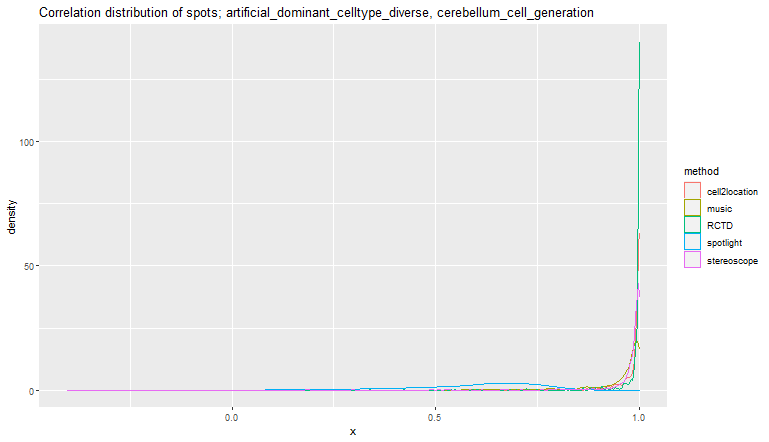 Correlation distribution of spots; artificial_dominant_celltype_diverse, cerebellum_cell_generation
density
100
50
0
0.0
0.5
1.0
x
method
cell2location
music
RCTD
spotlight
stereoscope